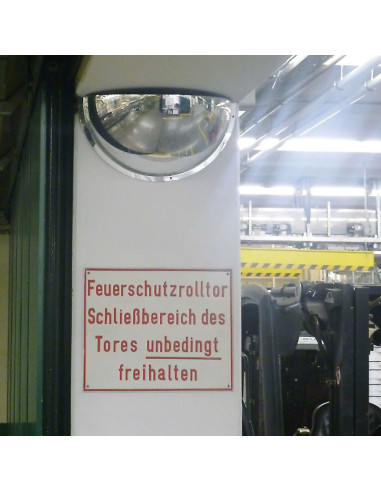 Feuerschutzrolltor
Schließbereich des
Tores unbedingt
freihalten